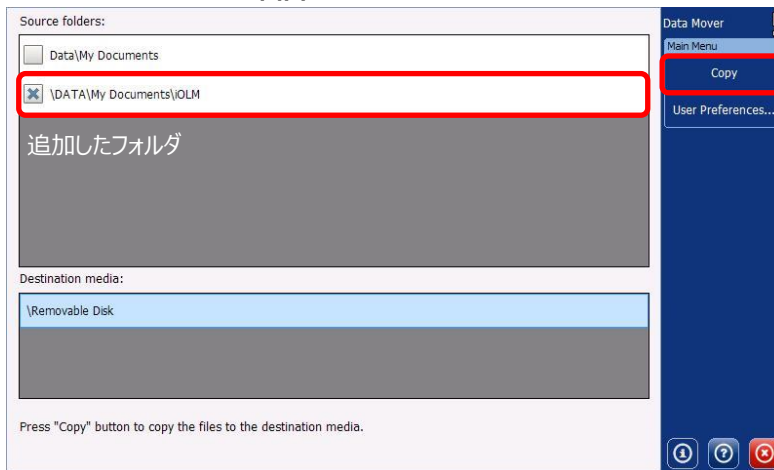 Source folders:
Data\My Documents
\DATA\My Documents\iOLM
追加したフォルダ
Destination media:
\Removable Disk
Press "Copy" button to copy the files to the destination media.
Data Mover
Main Menu
Copy
User Preferences...